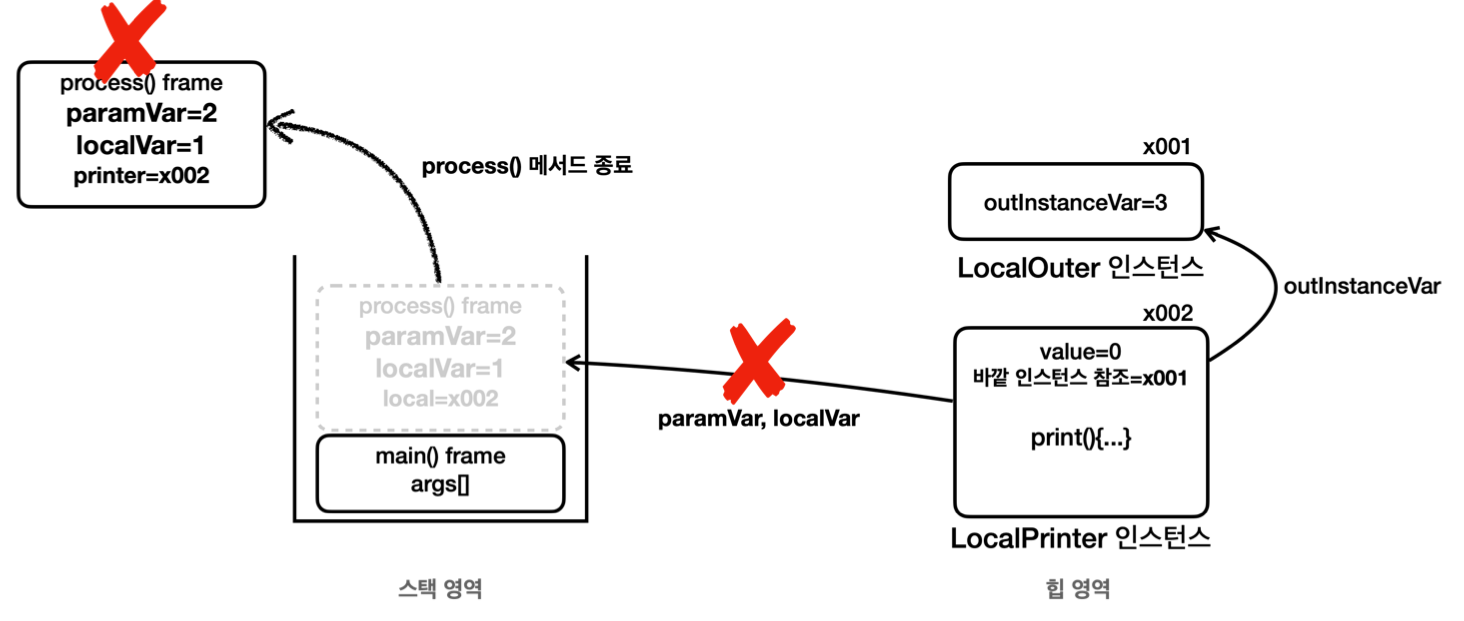 process() frame
paramVar=2
localVar=1
printer=x002
process() 메서드 종료
process() frame
paramVar=2
localVar=1
local=x002
main() frame
args[]
스택 영역
paramVar, localVar
x001
outInstanceVar=3
LocalOuter 인스턴스
outInstanceVar
x002
value=0
바깥 인스턴스 참조=x001
print(){...}
LocalPrinter 인스턴스
힙 영역